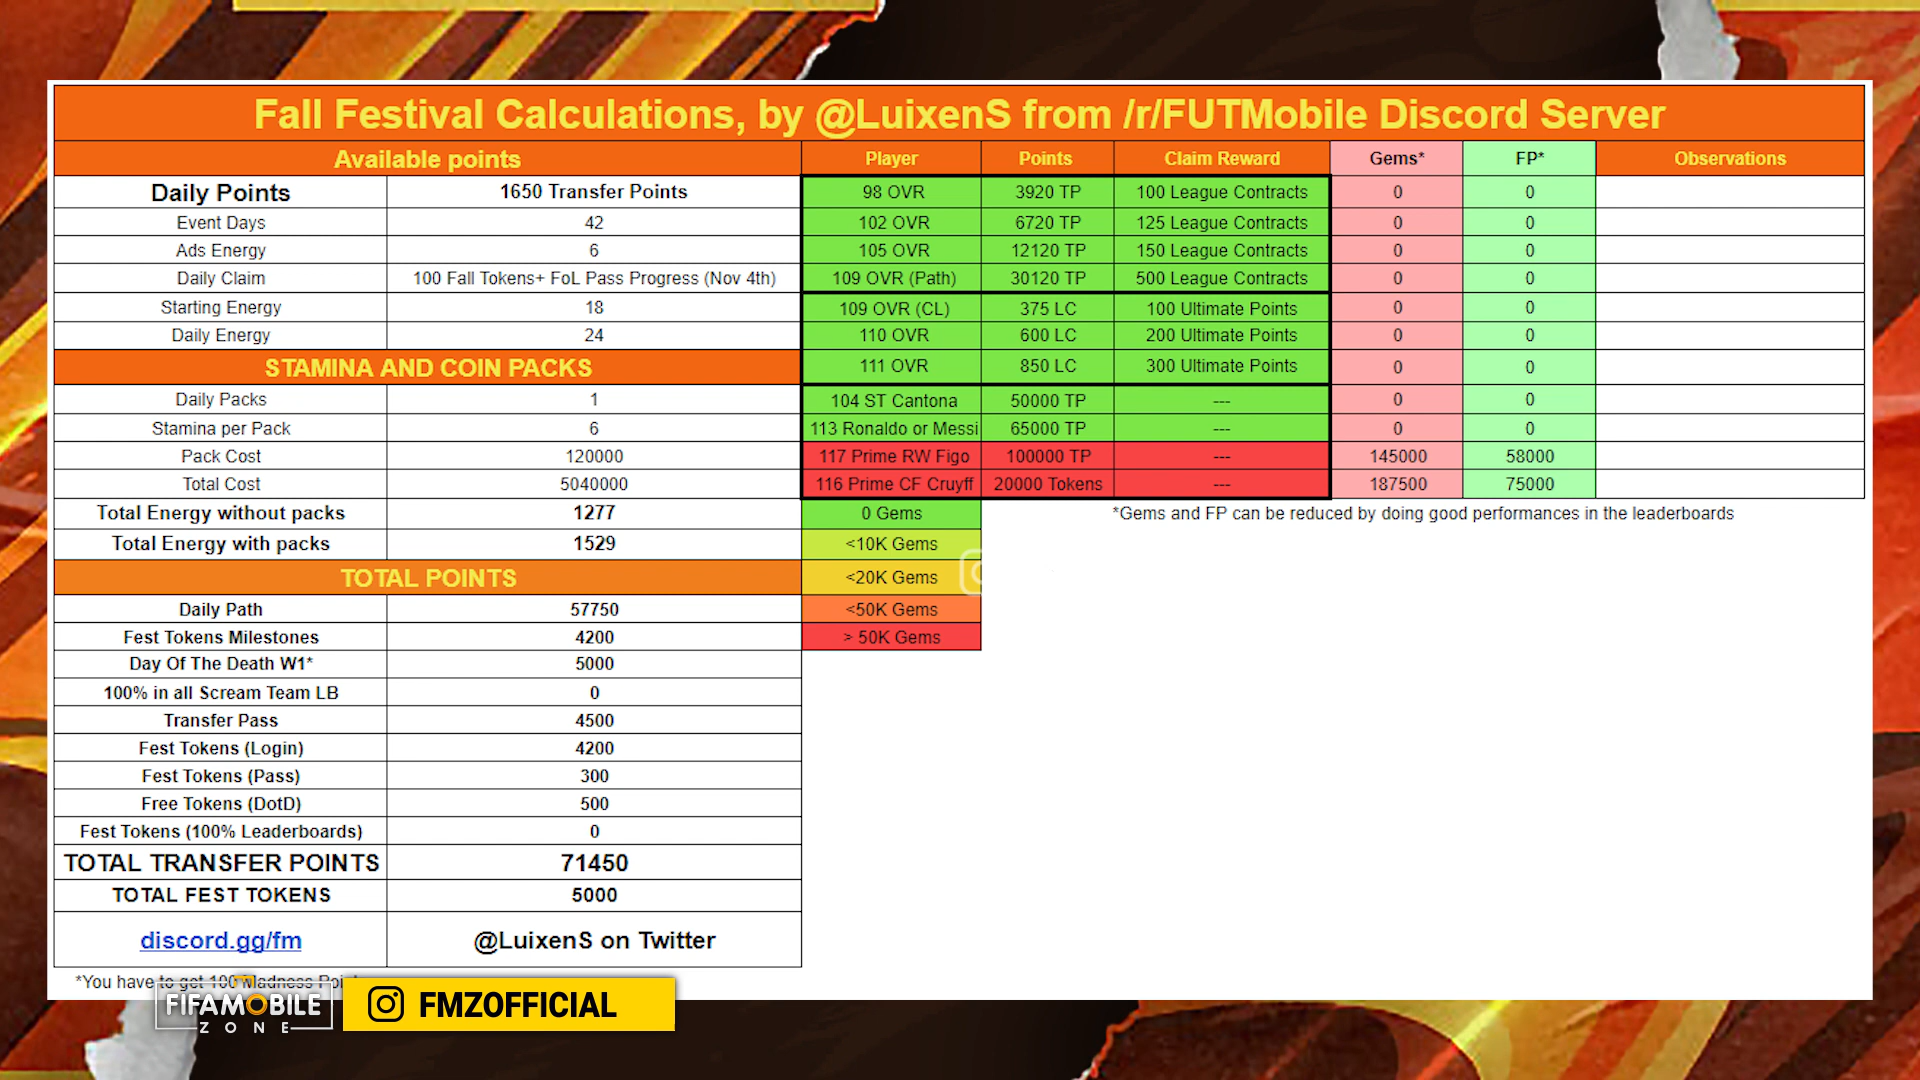 Fall Festival Calculations, by @LuixenS from /r/FUTMobile Discord Server
Available points Player Points Claim Reward Gems* FP* Observations
Daily Points 1650 Transfer Points 98 OVR 3920 TP 100 League Contracts 0 0
Event Days 42 102 OVR 6720 TP 125 League Contracts 0 0
Ads Energy 6 105 OVR 12120 TP 150 League Contracts 0 0
Daily Claim 100 Fall Tokens+ FoL Pass Progress (Nov 4th) 109 OVR (Path) 30120 TP 500 League Contracts 0 0
Starting Energy 18 109 OVR (CL) 375 LC 100 Ultimate Points 0 0
Daily Energy 24 110 OVR 600 LC 200 Ultimate Points 0 0
STAMINA AND COIN PACKS 111 OVR 850 LC 300 Ultimate Points 0 0
Daily Packs 1 104 ST Cantona 50000 TP --- 0 0
Stamina per Pack 6 113 Ronaldo or Messi 65000 TP --- 0 0
Pack Cost 120000 117 Prime RW Figo 100000 TP --- 145000 58000
Total Cost 5040000 116 Prime CF Cruyff 20000 Tokens --- 187500 75000
Total Energy without packs 1277 0 Gems *Gems and FP can be reduced by doing good performances in the leaderboards
Total Energy with packs 1529 <10K Gems
TOTAL POINTS <20K Gems
Daily Path 57750 <50K Gems
Fest Tokens Milestones 4200 > 50K Gems
Day Of The Death W1* 5000
100% in all Scream Team LB 0
Transfer Pass 4500
Fest Tokens (Login) 4200
Fest Tokens (Pass) 300
Free Tokens (DotD) 500
Fest Tokens (100% Leaderboards) 0
TOTAL TRANSFER POINTS 71450
TOTAL FEST TOKENS 5000
discord.gg/fm @LuixenS on Twitter
*You have to get 100 Madness
FIFAMOBILE
ZONE
FMZOFFICIAL